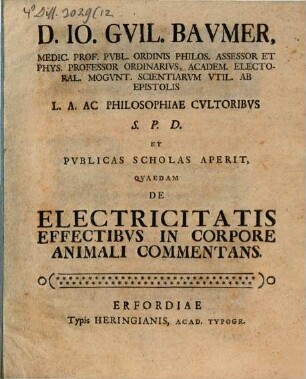 4° Diss. 3029 (12
D. IO. GVIL. BAVMER,
MEDIC. PROF. PVBL. ORDINIS PHILOS. ASSESSOR ET
PHYS. PROFESSOR ORDINARIVS, ACADEM. ELECTO-
RAL. MOGVNT. SCIENTIARVM VTIL. AB
EPISTOLIS
L. A. AC PHILOSOPHIAE CVLTORIBVS
S. P. D.
ET
PVBLICAS SCHOLAS APERIT,
QVAEDAM
DE
ELECTRICITATIS
EFFECTIBVS IN CORPORE
ANIMALI COMMENTANS.
ERFORDIAE
Typis HERINGIANIS, ACAD. TYPOGR.